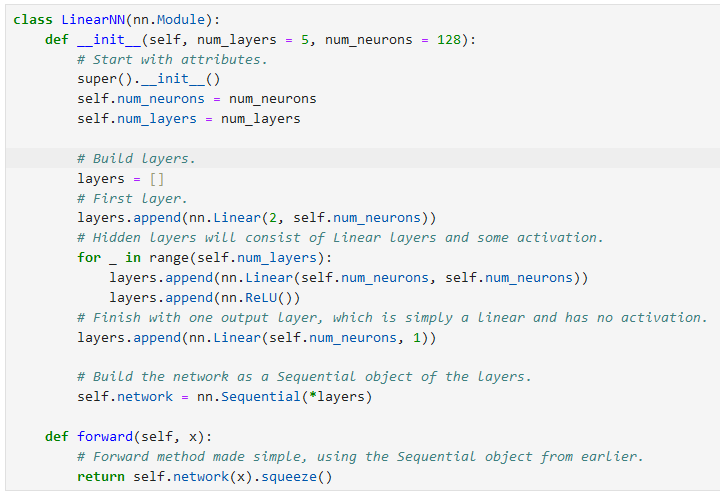 class LinearNN(nn.Module):
    def __init__(self, num_layers = 5, num_neurons = 128):
        # Start with attributes.
        super().__init__()
        self.num_neurons = num_neurons
        self.num_layers = num_layers

        # Build layers.
        layers = []
        # First layer.
        layers.append(nn.Linear(2, self.num_neurons))
        # Hidden layers will consist of Linear layers and some activation.
        for _ in range(self.num_layers):
            layers.append(nn.Linear(self.num_neurons, self.num_neurons))
            layers.append(nn.ReLU())
        # Finish with one output layer, which is simply a linear and has no activation.
        layers.append(nn.Linear(self.num_neurons, 1))

        # Build the network as a Sequential object of the layers.
        self.network = nn.Sequential(*layers)

    def forward(self, x):
        # Forward method made simple, using the Sequential object from earlier.
        return self.network(x).squeeze()